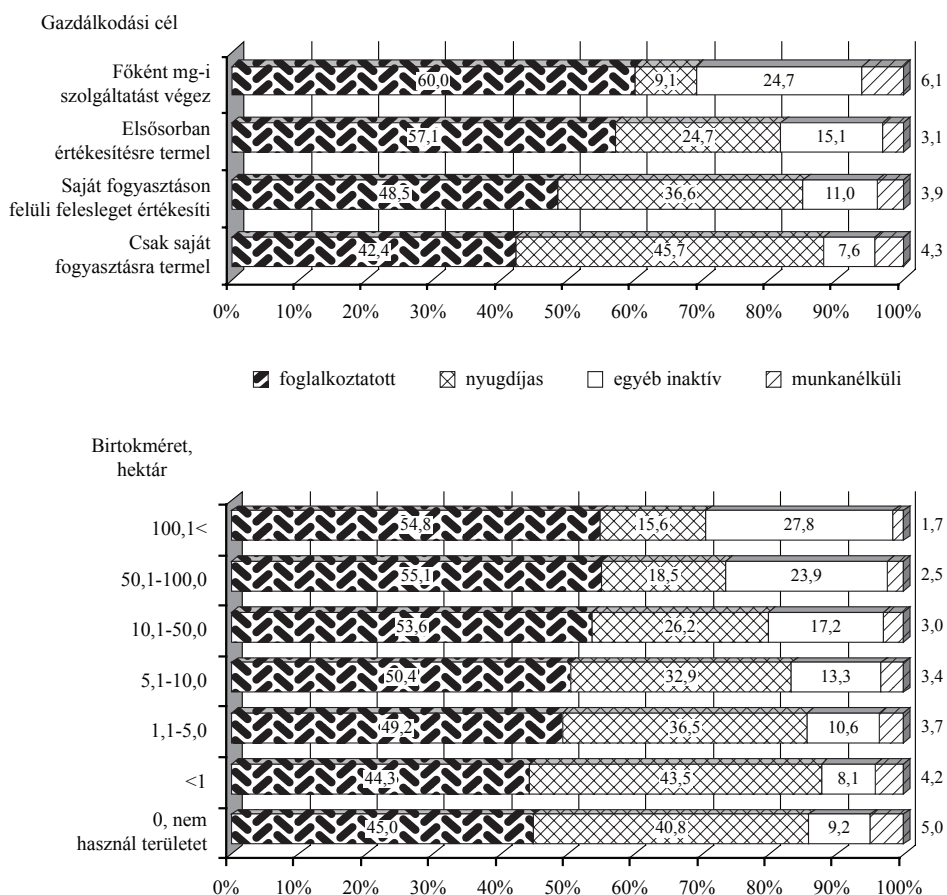 Gazdálkodási cél
Főként mg-i
szolgáltatást végez
60,0 9,1 24,7 6,1
Elsősorban
értékesítésre termel
57,1 24,7 15,1 3,1
Saját fogyasztáson
felüli felesleget értékesíti
48,5 36,6 11,0 3,9
Csak saját
fogyasztásra termel
42,4 45,7 7,6 4,3
0% 10% 20% 30% 40% 50% 60% 70% 80% 90% 100%
foglalkoztatott nyugdíjas egyéb inaktív munkanélküli
Birtokméret,
hektár
100,1< 54,8 15,6 27,8 1,7
50,1-100,0 55,1 18,5 23,9 2,5
10,1-50,0 53,6 26,2 17,2 3,0
5,1-10,0 50,4 32,9 13,3 3,4
1,1-5,0 49,2 36,5 10,6 3,7
<1 44,3 43,5 8,1 4,2
0, nem
használ területet
45,0 40,8 9,2 5,0
0% 10% 20% 30% 40% 50% 60% 70% 80% 90% 100%